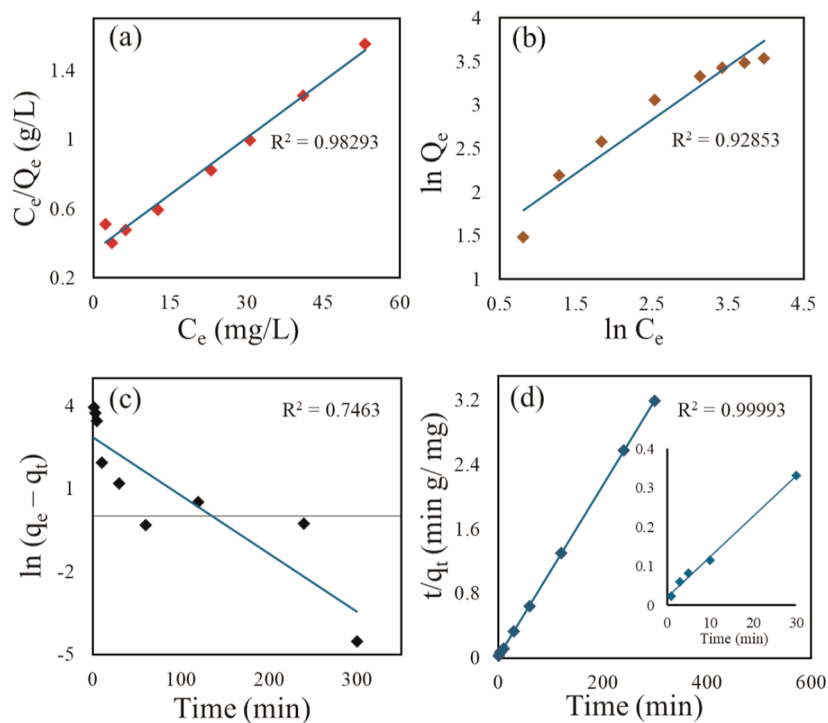 (a)
C_e/Q_e (g/L)
1.4
1
0.6
0.2
R² = 0.98293
0 15 30 45 60
C_e (mg/L)
(b)
ln Q_e
4
3.5
3
2.5
2
1.5
1
R² = 0.92853
0.5 1.5 2.5 3.5 4.5
ln C_e
(c)
ln (q_e – q_t)
4
1
-2
-5
R² = 0.7463
0 100 200 300
Time (min)
(d)
t/q_t (min g/ mg)
3.2
2.4
1.6
0.8
0
R² = 0.99993
0.4
0.3
0.2
0.1
0
0 10 20 30
Time (min)
0 200 400 600
Time (min)